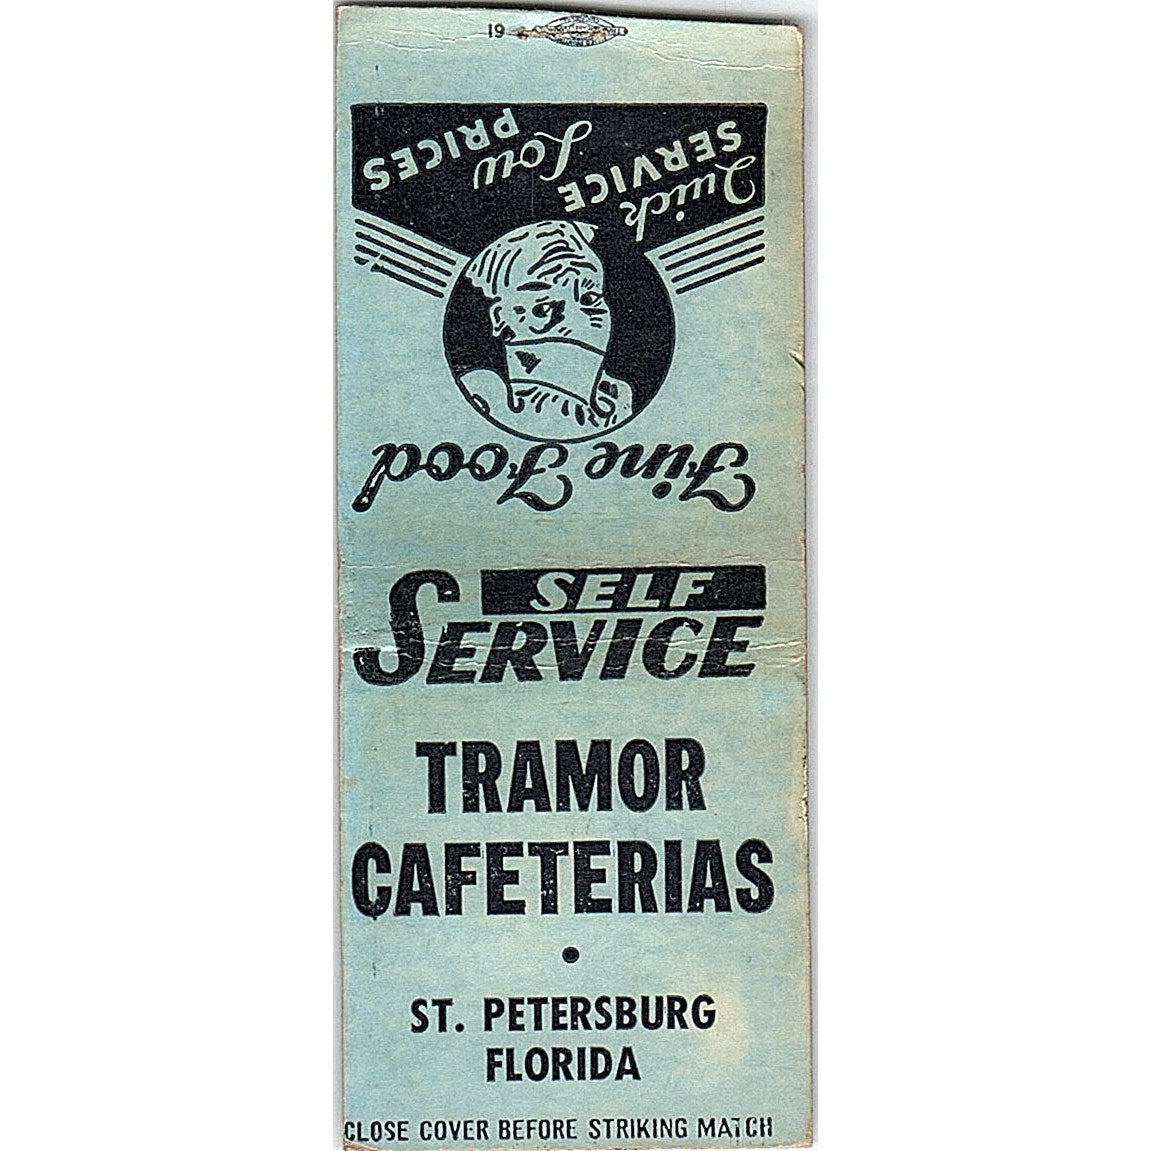 19
Quick Low
SERVICE PRICES
Fine Food
SELF
SERVICE
TRAMOR
CAFETERIAS
•
ST. PETERSBURG
FLORIDA
CLOSE COVER BEFORE STRIKING MATCH